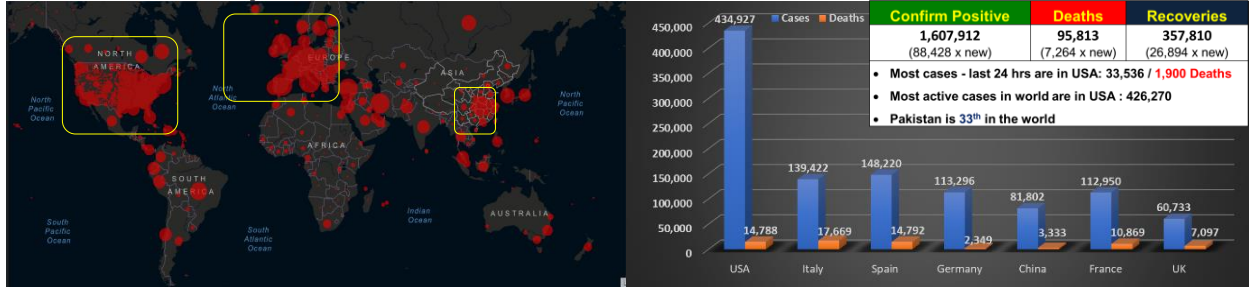 NORTH
AMERICA
EUROPE
ASIA
North
Pacific
Ocean
North
Atlantic
Ocean
North
Pacific
Ocean
AFRICA
SOUTH
AMERICA
Indian
Ocean
AUSTRALIA
South
Pacific
Ocean
South
Atlantic
Ocean
Cases Deaths
450,000
400,000
350,000
300,000
250,000
200,000
150,000
100,000
50,000
0
434,927
14,788
139,422
17,669
148,220
14,792
113,296
2,349
81,802
3,333
112,950
10,869
60,733
7,097
USA Italy Spain Germany China France UK
Confirm Positive Deaths Recoveries
1,607,912 95,813 357,810
(88,428 x new) (7,264 x new) (26,894 x new)
• Most cases - last 24 hrs are in USA: 33,536 / 1,900 Deaths
• Most active cases in world are in USA : 426,270
• Pakistan is 33th in the world